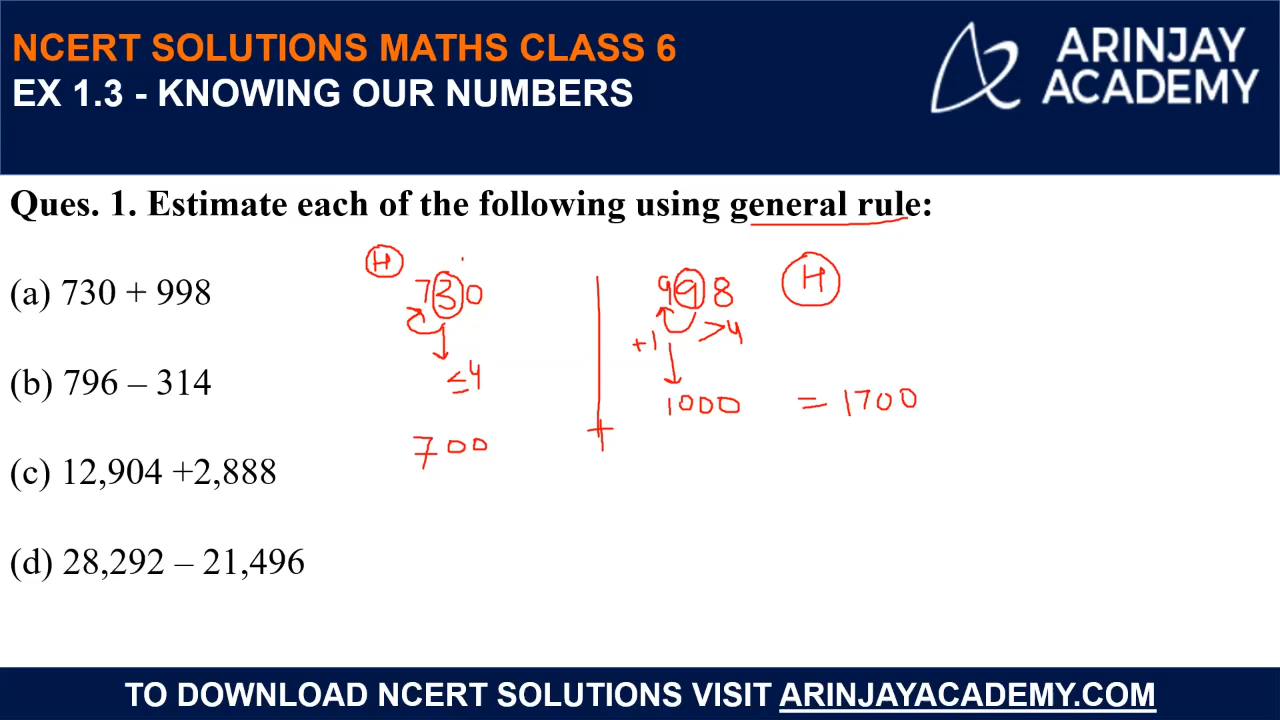 NCERT SOLUTIONS MATHS CLASS 6
EX 1.3 - KNOWING OUR NUMBERS
ARINJAY
ACADEMY
Ques. 1. Estimate each of the following using general rule:
H
H
(a) 730 + 998
730
998
+1
>4
≤4
(b) 796 – 314
1000 = 1700
700
+
(c) 12,904 +2,888
(d) 28,292 – 21,496
TO DOWNLOAD NCERT SOLUTIONS VISIT ARINJAYACADEMY.COM